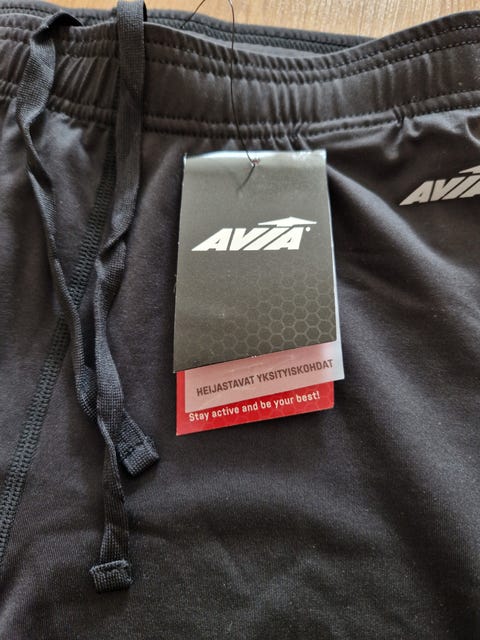 AVIA
AVIA
HEIJASTAVAT YKSITYISKOHDAT
Stay active and be your best!